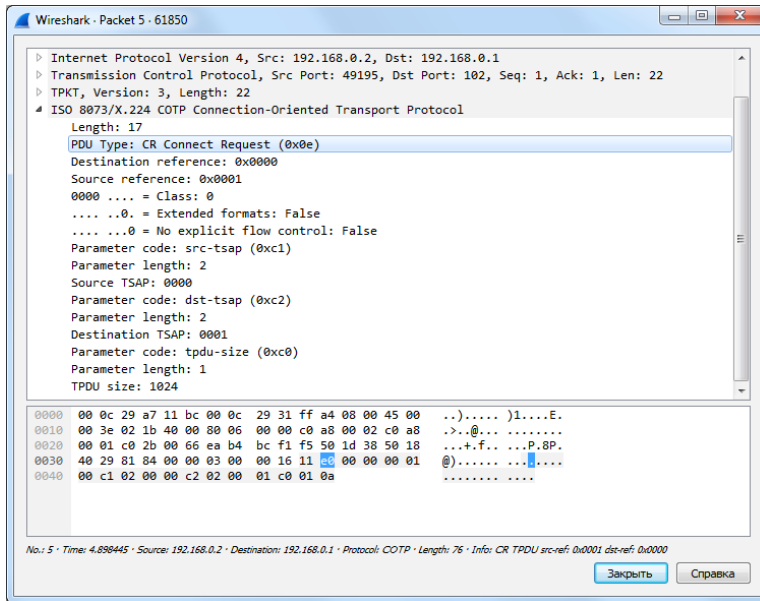 Wireshark · Packet 5 · 61850
Internet Protocol Version 4, Src: 192.168.0.2, Dst: 192.168.0.1
Transmission Control Protocol, Src Port: 49195, Dst Port: 102, Seq: 1, Ack: 1, Len: 22
TPKT, Version: 3, Length: 22
ISO 8073/X.224 COTP Connection-Oriented Transport Protocol
Length: 17
PDU Type: CR Connect Request (0x0e)
Destination reference: 0x0000
Source reference: 0x0001
0000 .... = Class: 0
.... ..0. = Extended formats: False
.... ...0 = No explicit flow control: False
Parameter code: src-tsap (0xc1)
Parameter length: 2
Source TSAP: 0000
Parameter code: dst-tsap (0xc2)
Parameter length: 2
Destination TSAP: 0001
Parameter code: tpdu-size (0xc0)
Parameter length: 1
TPDU size: 1024
0000 00 0c 29 a7 11 bc 00 0c 29 31 ff a4 08 00 45 00 ..)..... )1....E.
0010 00 3e 02 1b 40 00 80 06 00 00 c0 a8 00 02 c0 a8 .>..@... ........
0020 00 01 c0 2b 00 66 ea b4 bc f1 f5 50 1d 38 50 18 ...+.f.. ...P.8P.
0030 40 29 81 84 00 00 03 00 00 16 11 e0 00 00 00 01 @)...... ........
0040 00 c1 02 00 00 c2 02 00 01 c0 01 0a ........ ....
No.: 5 · Time: 4.898445 · Source: 192.168.0.2 · Destination: 192.168.0.1 · Protocol: COTP · Length: 76 · Info: CR TPDU src-ref: 0x0001 dst-ref: 0x0000
Закрыть Справка